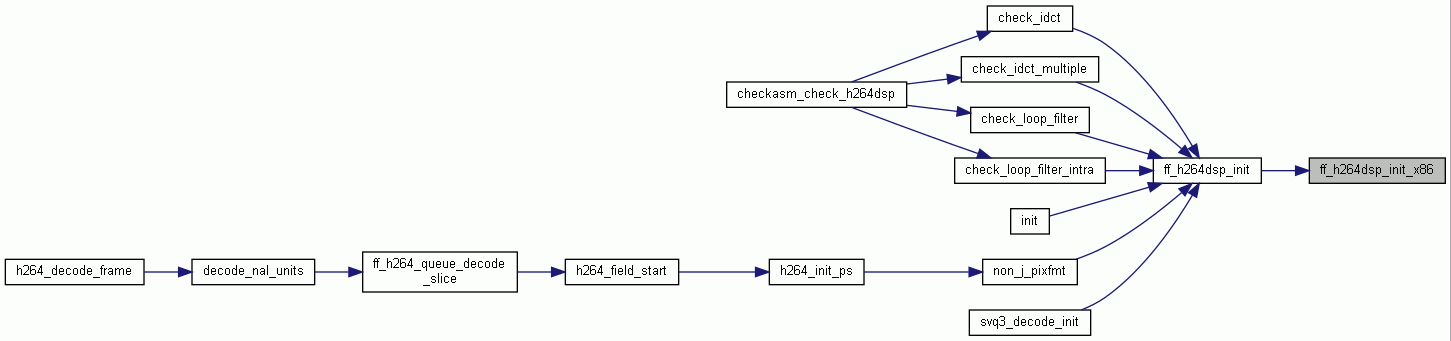 check_idct
check_idct_multiple
checkasm_check_h264dsp
check_loop_filter
check_loop_filter_intra
ff_h264dsp_init
ff_h264dsp_init_x86
init
h264_decode_frame
decode_nal_units
ff_h264_queue_decode
_slice
h264_field_start
h264_init_ps
non_j_pixfmt
svq3_decode_init